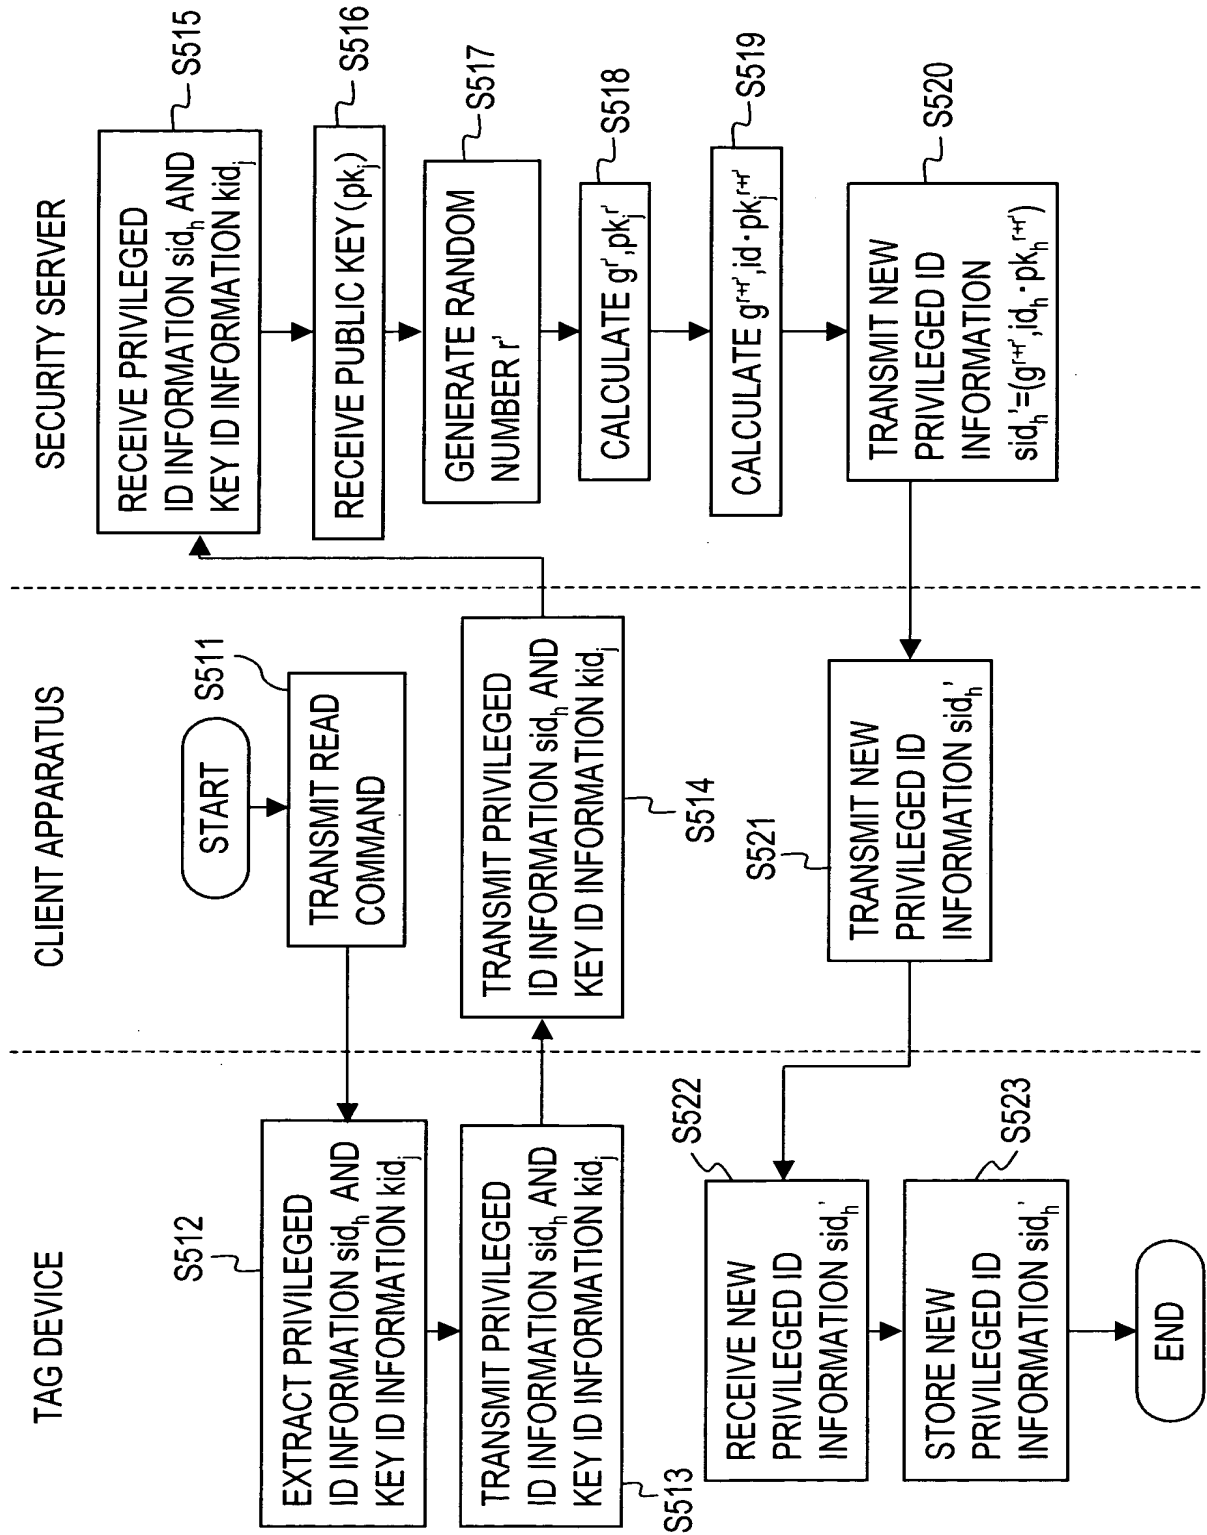 TAG DEVICE
CLIENT APPARATUS
SECURITY SERVER
START
S511
TRANSMIT READ
COMMAND
S512
EXTRACT PRIVILEGED
ID INFORMATION sid_h AND
KEY ID INFORMATION kid_j
S513
TRANSMIT PRIVILEGED
ID INFORMATION sid_h AND
KEY ID INFORMATION kid_j
S514
TRANSMIT PRIVILEGED
ID INFORMATION sid_h AND
KEY ID INFORMATION kid_j
S515
RECEIVE PRIVILEGED
ID INFORMATION sid_h AND
KEY ID INFORMATION kid_j
S516
RECEIVE PUBLIC KEY (pk_j)
S517
GENERATE RANDOM
NUMBER r'
S518
CALCULATE g^r', pk_j^r'
S519
CALCULATE g^r+r', id · pk_j^r+r'
S520
TRANSMIT NEW
PRIVILEGED ID
INFORMATION
sid_h'=(g^r+r', id_h · pk_h^r+r')
S521
TRANSMIT NEW
PRIVILEGED ID
INFORMATION sid_h'
S522
RECEIVE NEW
PRIVILEGED ID
INFORMATION sid_h'
S523
STORE NEW
PRIVILEGED ID
INFORMATION sid_h'
END